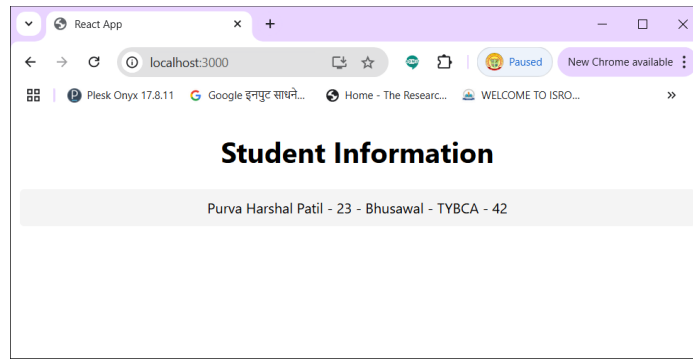 React App
localhost:3000
Paused
New Chrome available
Plesk Onyx 17.8.11 Google इनपुट साधने... Home - The Researc... WELCOME TO ISRO...
Student Information
Purva Harshal Patil - 23 - Bhusawal - TYBCA - 42